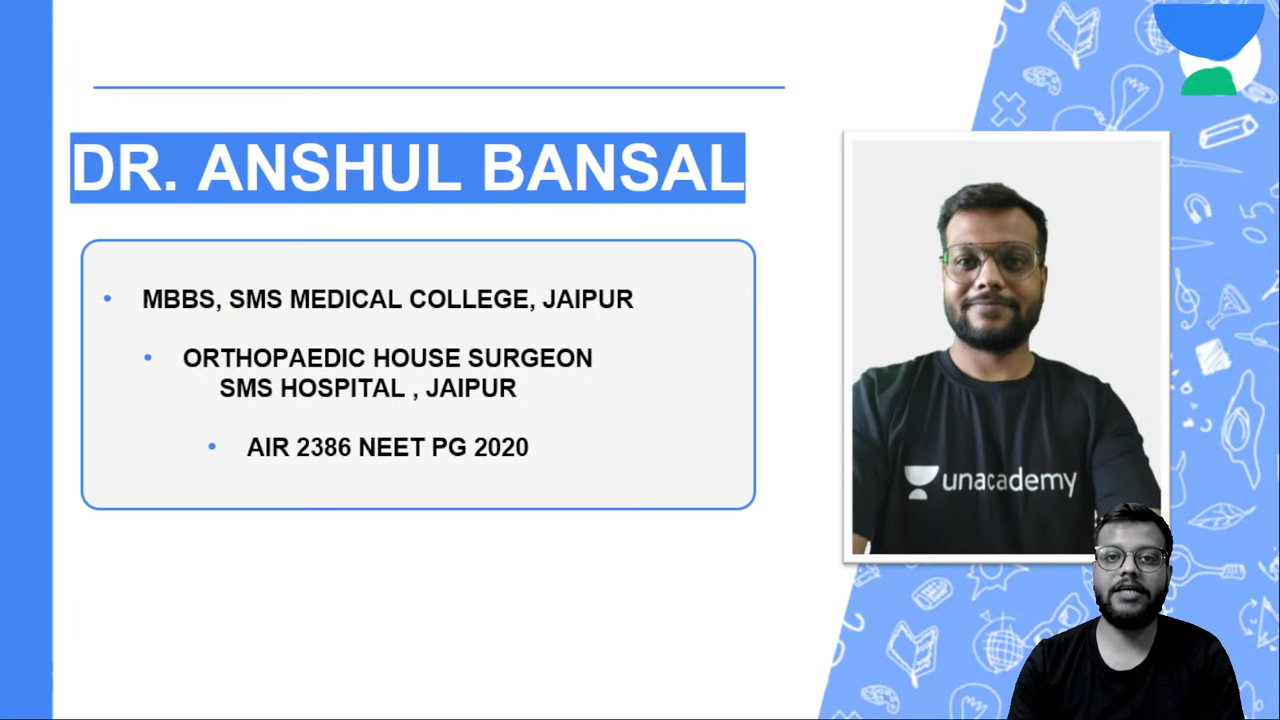 DR. ANSHUL BANSAL
• MBBS, SMS MEDICAL COLLEGE, JAIPUR
• ORTHOPAEDIC HOUSE SURGEON
SMS HOSPITAL , JAIPUR
• AIR 2386 NEET PG 2020
unacademy